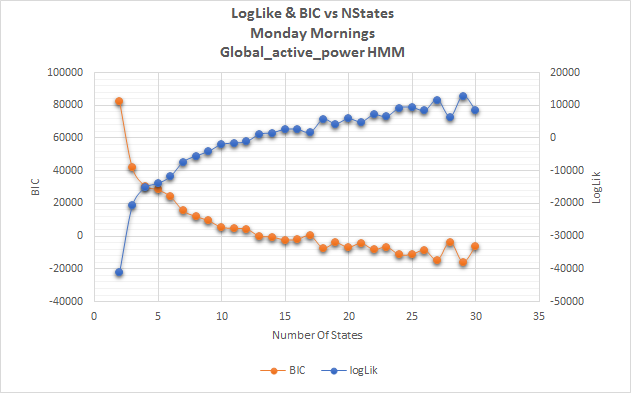 LogLike & BIC vs NStates
Monday Mornings
Global_active_power HMM
100000
80000
60000
40000
20000
0
-20000
-40000
BIC
20000
10000
0
-10000
-20000
-30000
-40000
-50000
LogLik
0 5 10 15 20 25 30 35
Number Of States
BIC logLik